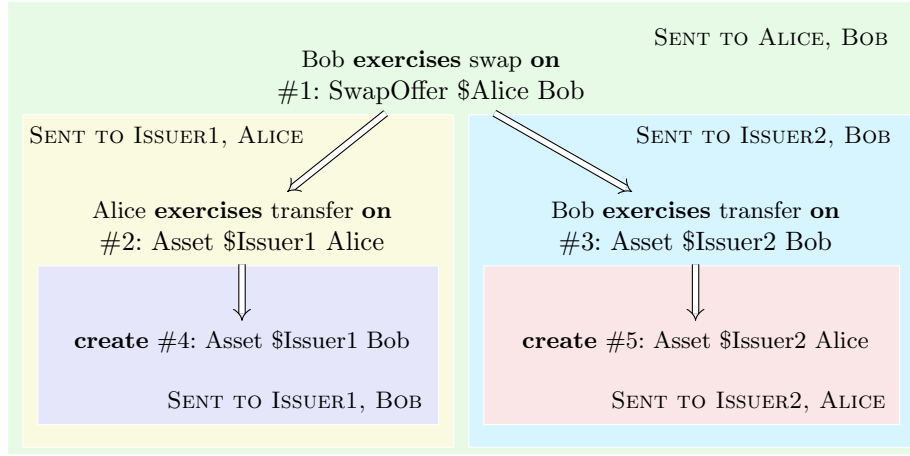 SENT TO ALICE, BOB
Bob exercises swap on
#1: SwapOffer $Alice Bob
SENT TO ISSUER1, ALICE
SENT TO ISSUER2, BOB
Alice exercises transfer on
#2: Asset $Issuer1 Alice
Bob exercises transfer on
#3: Asset $Issuer2 Bob
create #4: Asset $Issuer1 Bob
create #5: Asset $Issuer2 Alice
SENT TO ISSUER1, BOB
SENT TO ISSUER2, ALICE